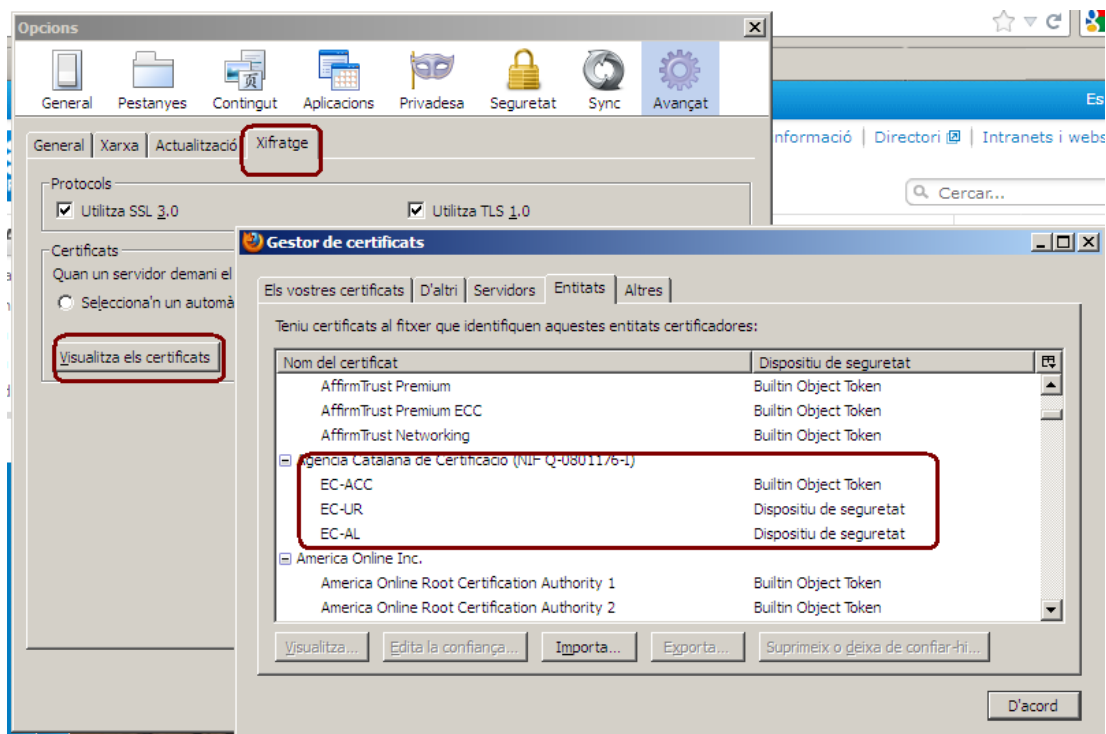 Opcions
General Pestanyes Contingut Aplicacions Privadesa Seguretat Sync Avançat
Es
nformació | Directori | Intranets i webs
Cercar...
General Xarxa Actualització Xifratge
Protocols
Utilitza SSL 3.0 Utilitza TLS 1.0
Certificats
Quan un servidor demani el
Selecciona'n un automà
Visualitza els certificats
Gestor de certificats
Els vostres certificats D'altri Servidors Entitats Altres
Teniu certificats al fitxer que identifiquen aquestes entitats certificadores:
Nom del certificat Dispositiu de seguretat
AffirmTrust Premium Builtin Object Token
AffirmTrust Premium ECC Builtin Object Token
AffirmTrust Networking Builtin Object Token
Agencia Catalana de Certificacio (NIF Q-0801176-I)
EC-ACC Builtin Object Token
EC-UR Dispositiu de seguretat
EC-AL Dispositiu de seguretat
America Online Inc.
America Online Root Certification Authority 1 Builtin Object Token
America Online Root Certification Authority 2 Builtin Object Token
Visualitza... Edita la confiança... Importa... Exporta... Suprimeix o deixa de confiar-hi...
D'acord